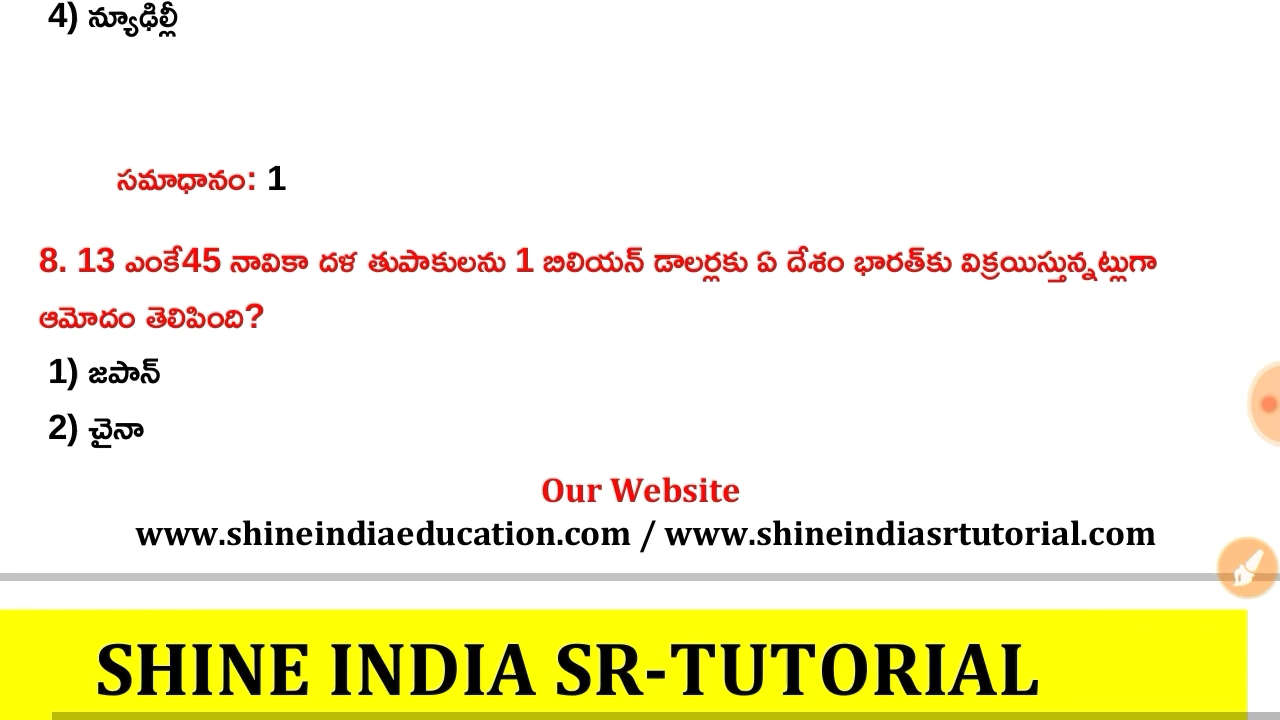 4) న్యూఢిల్లీ
సమాధానం: 1
8. 13 ఎంకే45 నావికా దళ తుపాకులను 1 బిలియన్ డాలర్లకు ఏ దేశం భారత్‌కు విక్రయిస్తున్నట్లుగా
ఆమోదం తెలిపింది?
1) జపాన్
2) చైనా
Our Website
www.shineindiaeducation.com / www.shineindiasrtutorial.com
SHINE INDIA SR-TUTORIAL